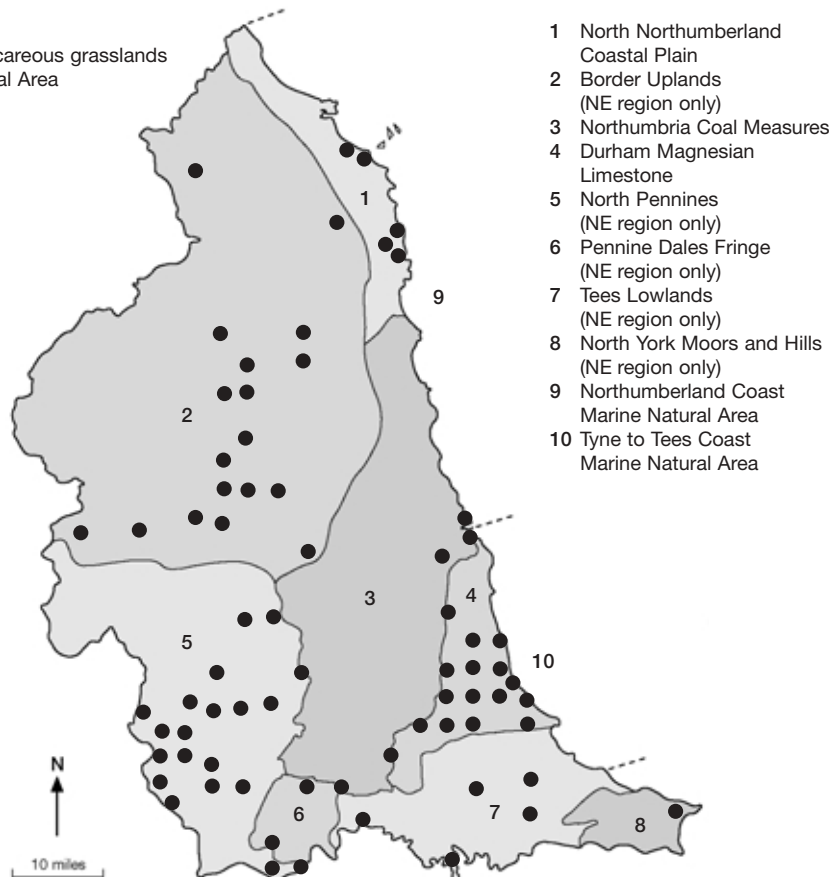 grasslands
Area
1 North Northumberland
Coastal Plain
2 Border Uplands
(NE region only)
3 Northumbria Coal Measures
4 Durham Magnesian
Limestone
5 North Pennines
(NE region only)
6 Pennine Dales Fringe
(NE region only)
7 Tees Lowlands
(NE region only)
8 North York Moors and Hills
(NE region only)
9 Northumberland Coast
Marine Natural Area
10 Tyne to Tees Coast
Marine Natural Area
1
9
2
3
4
5
10
6
7
8
N
10 miles